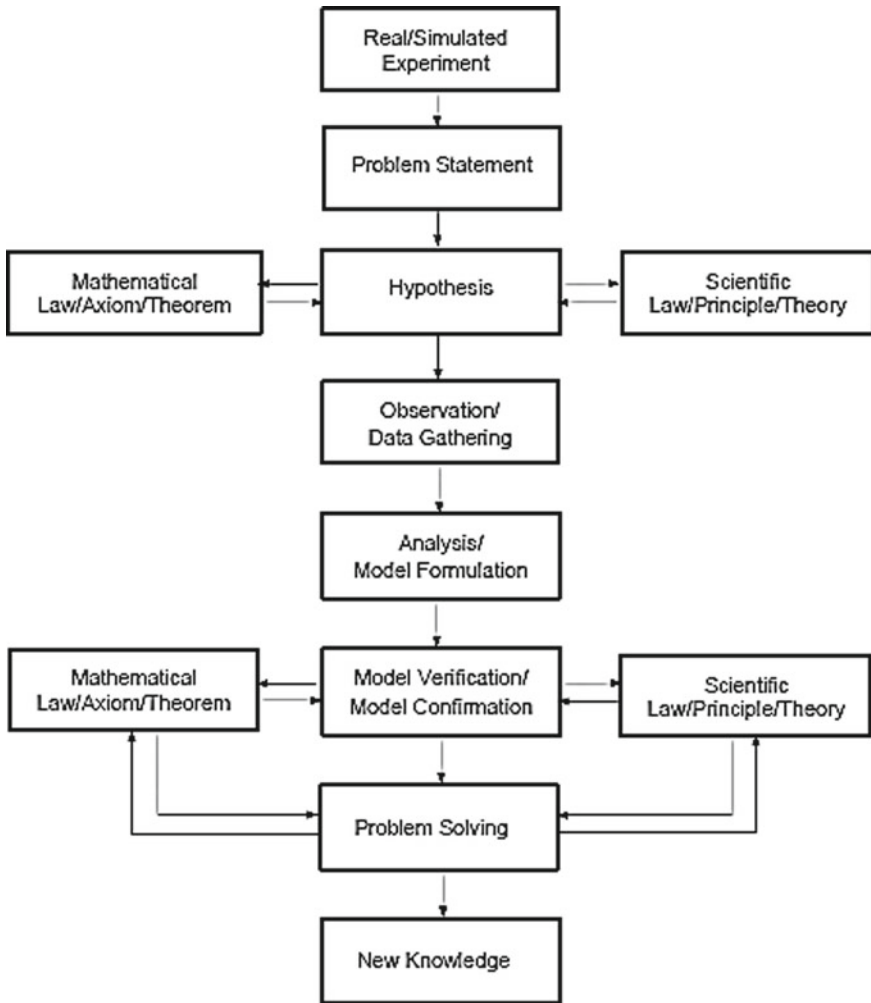 Real/Simulated
Experiment
Problem Statement
Mathematical
Law/Axiom/Theorem
Hypothesis
Scientific
Law/Principle/Theory
Observation/
Data Gathering
Analysis/
Model Formulation
Mathematical
Law/Axiom/Theorem
Model Verification/
Model Confirmation
Scientific
Law/Principle/Theory
Problem Solving
New Knowledge